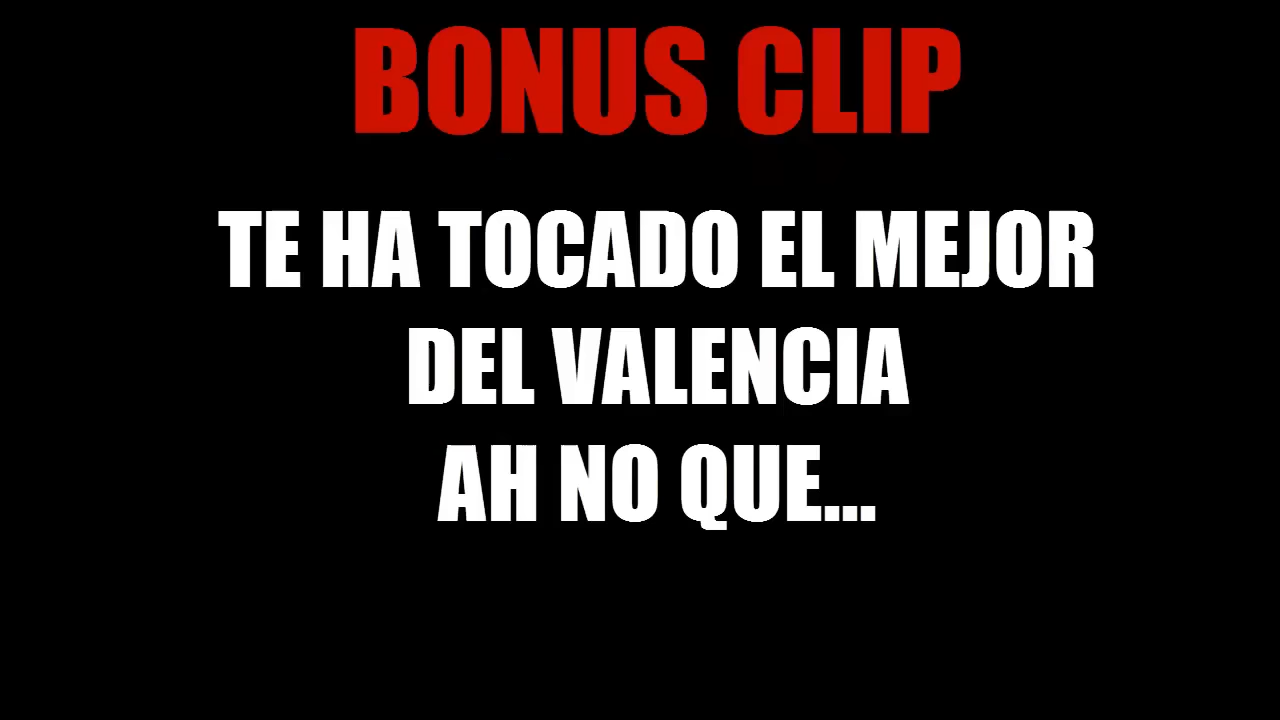 BONUS CLIP
TE HA TOCADO EL MEJOR
DEL VALENCIA
AH NO QUE...